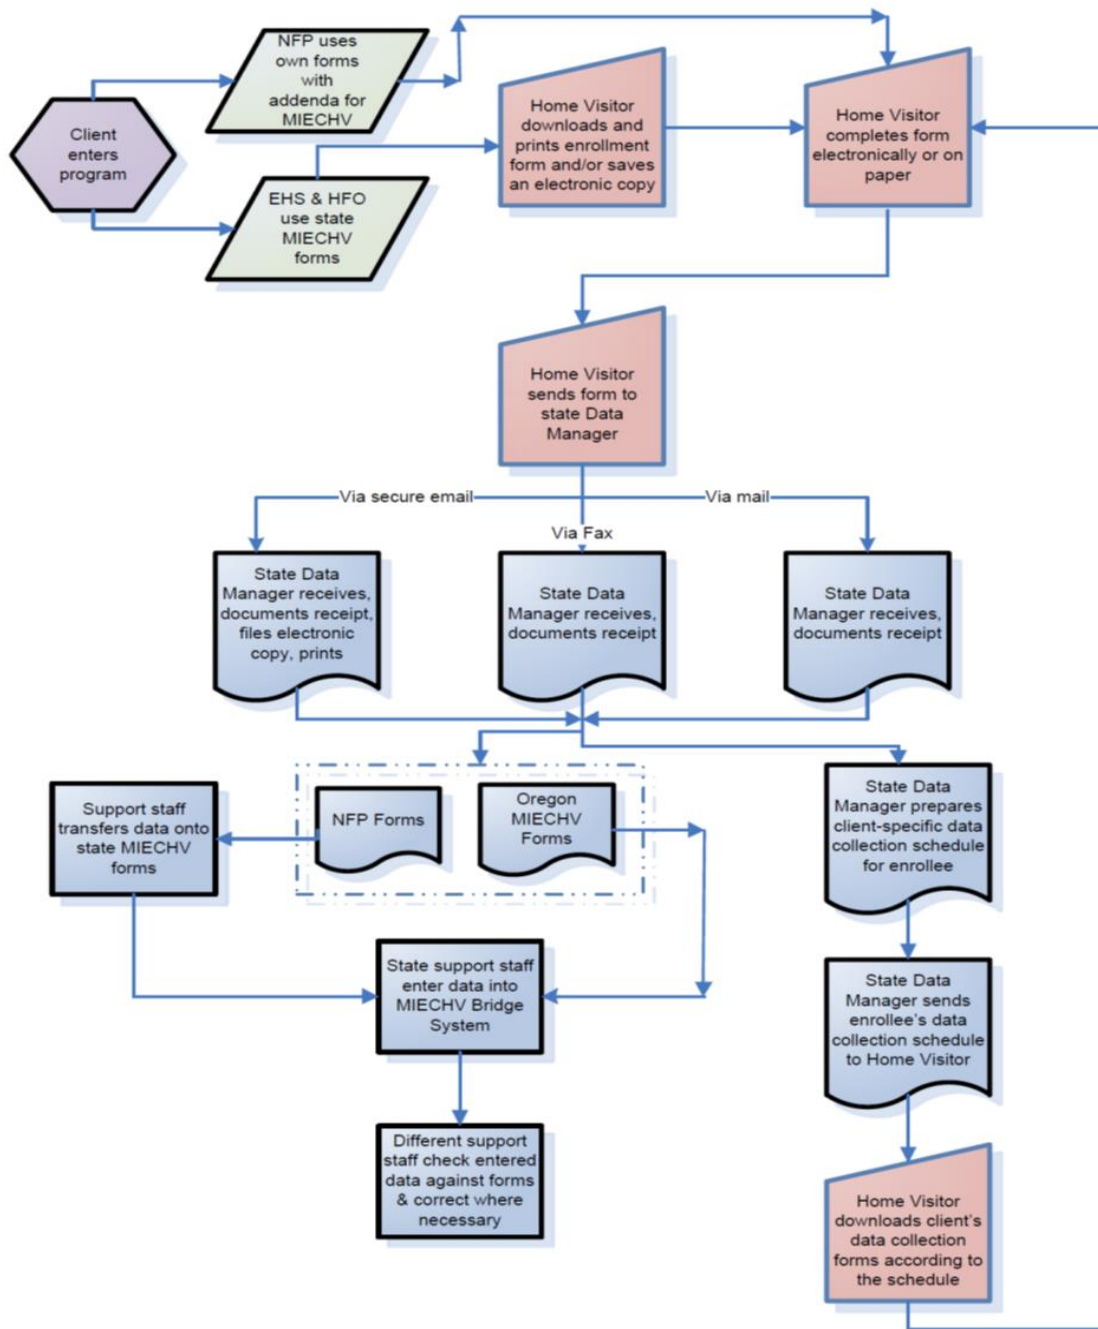 NFP uses
own forms
with
addenda for
MIECHV
Client
enters
program
EHS & HFO
use state
MIECHV
forms
Home Visitor
downloads and
prints enrollment
form and/or saves
an electronic copy
Home Visitor
completes form
electronically or on
paper
Home Visitor
sends form to
state Data
Manager
Via secure email
Via Fax
Via mail
State Data
Manager receives,
documents receipt,
files electronic
copy, prints
State Data
Manager receives,
documents receipt
State Data
Manager receives,
documents receipt
Support staff
transfers data onto
state MIECHV
forms
NFP Forms
Oregon
MIECHV
Forms
State Data
Manager prepares
client-specific data
collection schedule
for enrollee
State support staff
enter data into
MIECHV Bridge
System
State Data
Manager sends
enrollee's data
collection schedule
to Home Visitor
Different support
staff check entered
data against forms
& correct where
necessary
Home Visitor
downloads client's
data collection
forms according to
the schedule